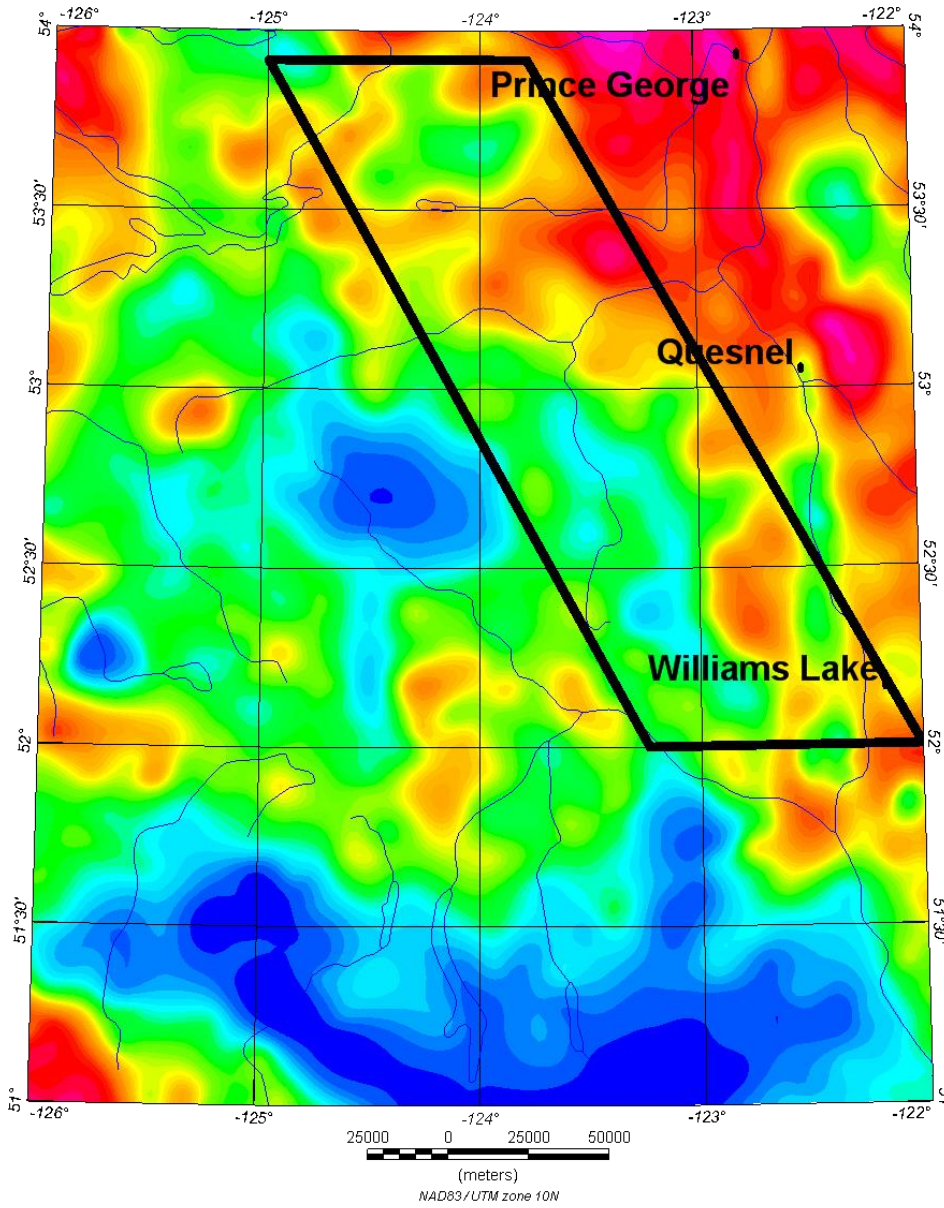 -126° -125° -124° -123° -122°
54° 54°
Prince George
53°30' 53°30'
Quesnel
53° 53°
52°30' 52°30'
Williams Lake
52° 52°
51°30' 51°30'
51° 51
-126° -125° -124° -123° -122°
25000 0 25000 50000
(meters)
NAD83 / UTM zone 10N